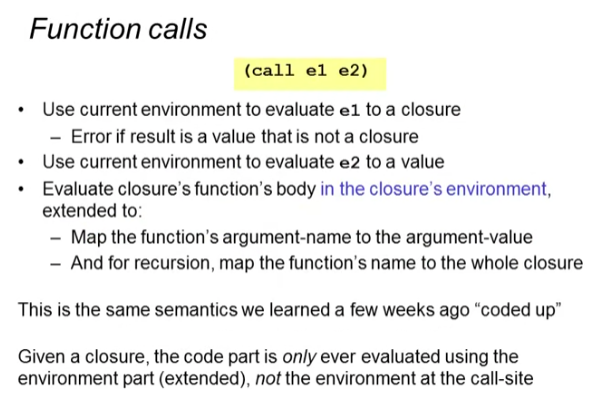 Function calls
(call e1 e2)
• Use current environment to evaluate e1 to a closure
– Error if result is a value that is not a closure
• Use current environment to evaluate e2 to a value
• Evaluate closure's function's body in the closure's environment,
extended to:
– Map the function's argument-name to the argument-value
– And for recursion, map the function's name to the whole closure
This is the same semantics we learned a few weeks ago “coded up”
Given a closure, the code part is only ever evaluated using the
environment part (extended), not the environment at the call-site